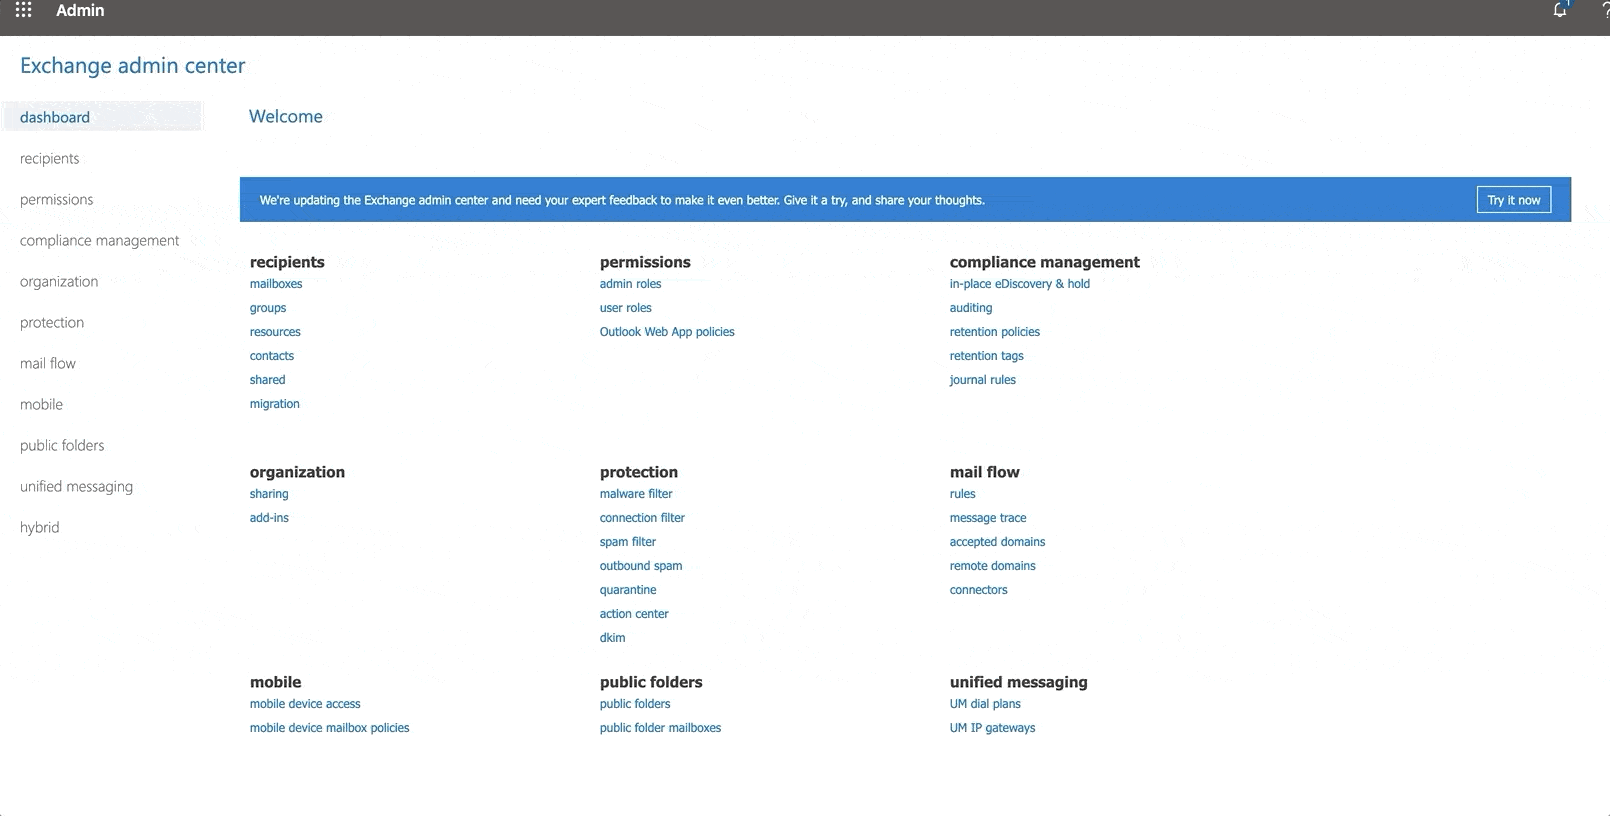 Admin
1
?
Exchange admin center
dashboard
recipients
permissions
compliance management
organization
protection
mail flow
mobile
public folders
unified messaging
hybrid
Welcome
We're updating the Exchange admin center and need your expert feedback to make it even better. Give it a try, and share your thoughts.
Try it now
recipients
mailboxes
groups
resources
contacts
shared
migration
permissions
admin roles
user roles
Outlook Web App policies
compliance management
in-place eDiscovery & hold
auditing
retention policies
retention tags
journal rules
organization
sharing
add-ins
protection
malware filter
connection filter
spam filter
outbound spam
quarantine
action center
dkim
mail flow
rules
message trace
accepted domains
remote domains
connectors
mobile
mobile device access
mobile device mailbox policies
public folders
public folders
public folder mailboxes
unified messaging
UM dial plans
UM IP gateways